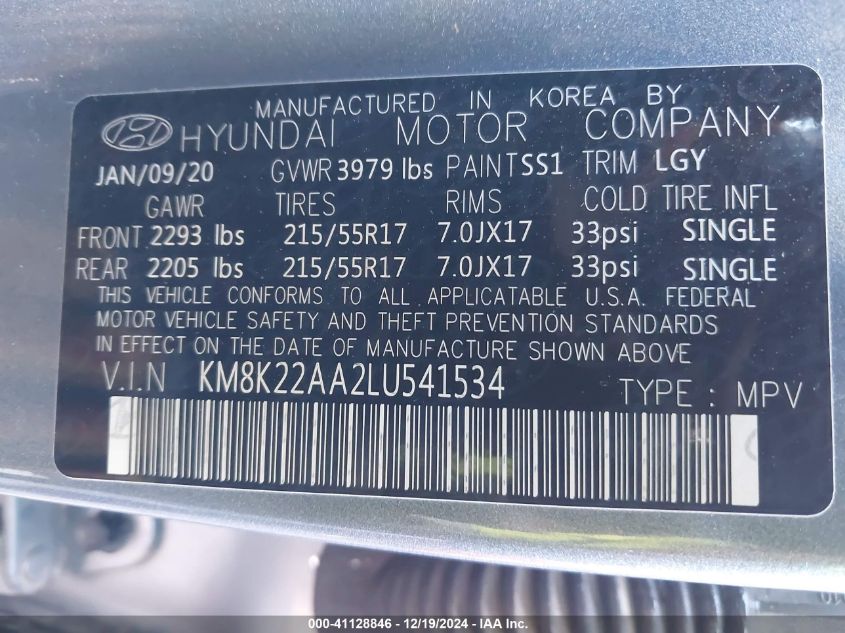 MANUFACTURED IN KOREA BY
HYUNDAI MOTOR COMPANY
JAN/09/20 GVWR 3979 lbs PAINT SS1 TRIM LGY
GAWR TIRES RIMS COLD TIRE INFL
FRONT 2293 lbs 215/55R17 7.0JX17 33psi SINGLE
REAR 2205 lbs 215/55R17 7.0JX17 33psi SINGLE
THIS VEHICLE CONFORMS TO ALL APPLICATABLE U.S.A. FEDERAL
MOTOR VEHICLE SAFETY AND THEFT PREVENTION STANDARDS
IN EFFECT ON THE DATE OF MANUFACTURE SHOWN ABOVE
V.I.N KM8K22AA2LU541534 TYPE : MPV
000-41128846 - 12/19/2024 - IAA Inc.